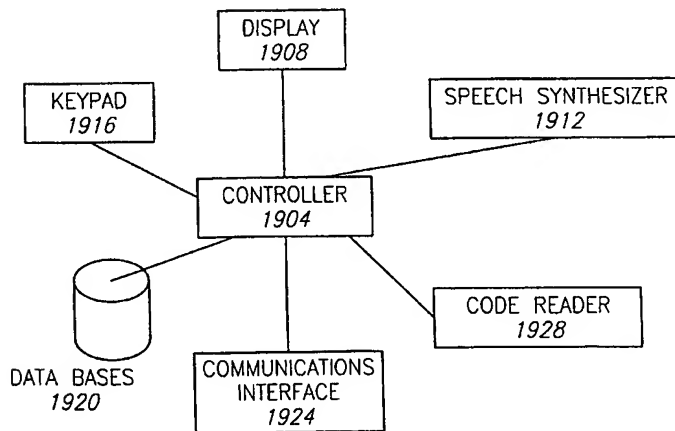 DISPLAY
1908
KEYPAD
1916
SPEECH SYNTHESIZER
1912
CONTROLLER
1904
CODE READER
1928
DATA BASES
1920
COMMUNICATIONS
INTERFACE
1924